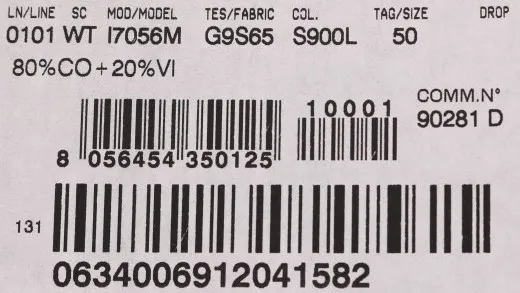 LN/LINE SC MOD/MODEL TES/FABRIC COL. TAG/SIZE DROP
0101 WT I7056M G9S65 S900L 50
80%CO+20%VI
COMM.N°
10001
90281 D
8 056454 350125
131
0634006912041582